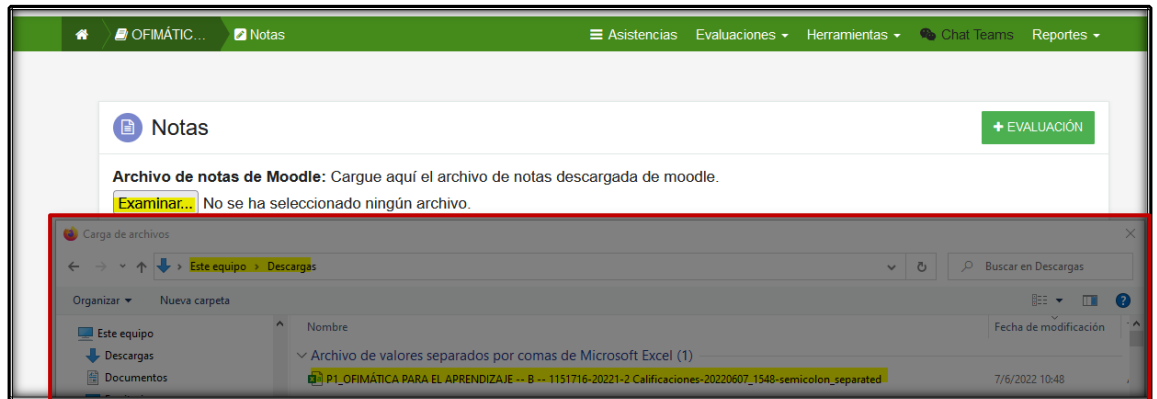 OFIMÁTIC... Notas Asistencias Evaluaciones Herramientas Chat Teams Reportes
Notas + EVALUACIÓN
Archivo de notas de Moodle: Cargue aquí el archivo de notas descargada de moodle.
Examinar... No se ha seleccionado ningún archivo.
Carga de archivos
Este equipo > Descargas Buscar en Descargas
Organizar Nueva carpeta
Este equipo Nombre Fecha de modificación
Descargas Archivo de valores separados por comas de Microsoft Excel (1)
Documentos P1_OFIMÁTICA PARA EL APRENDIZAJE -- B -- 1151716-20221-2 Calificaciones-20220607_1548-semicolon_separated 7/6/2022 10:48